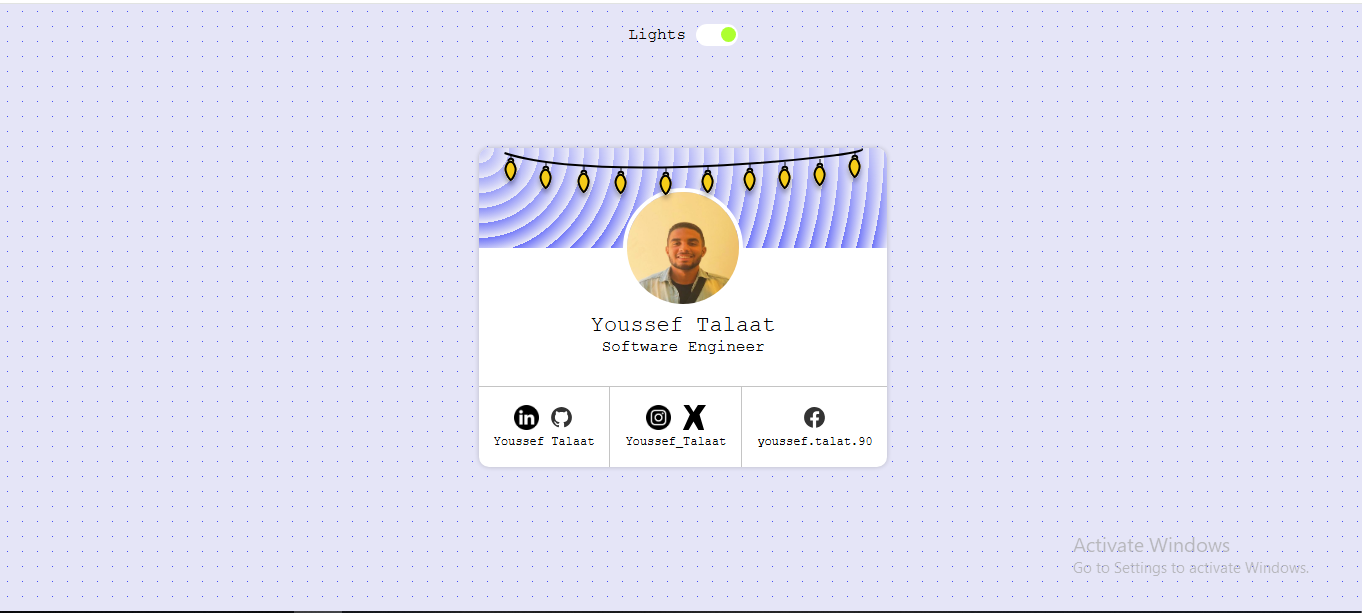 Lights
Youssef Talaat
Software Engineer
Youssef Talaat
Youssef_Talaat
youssef.talat.90
Activate Windows
Go to Settings to activate Windows.